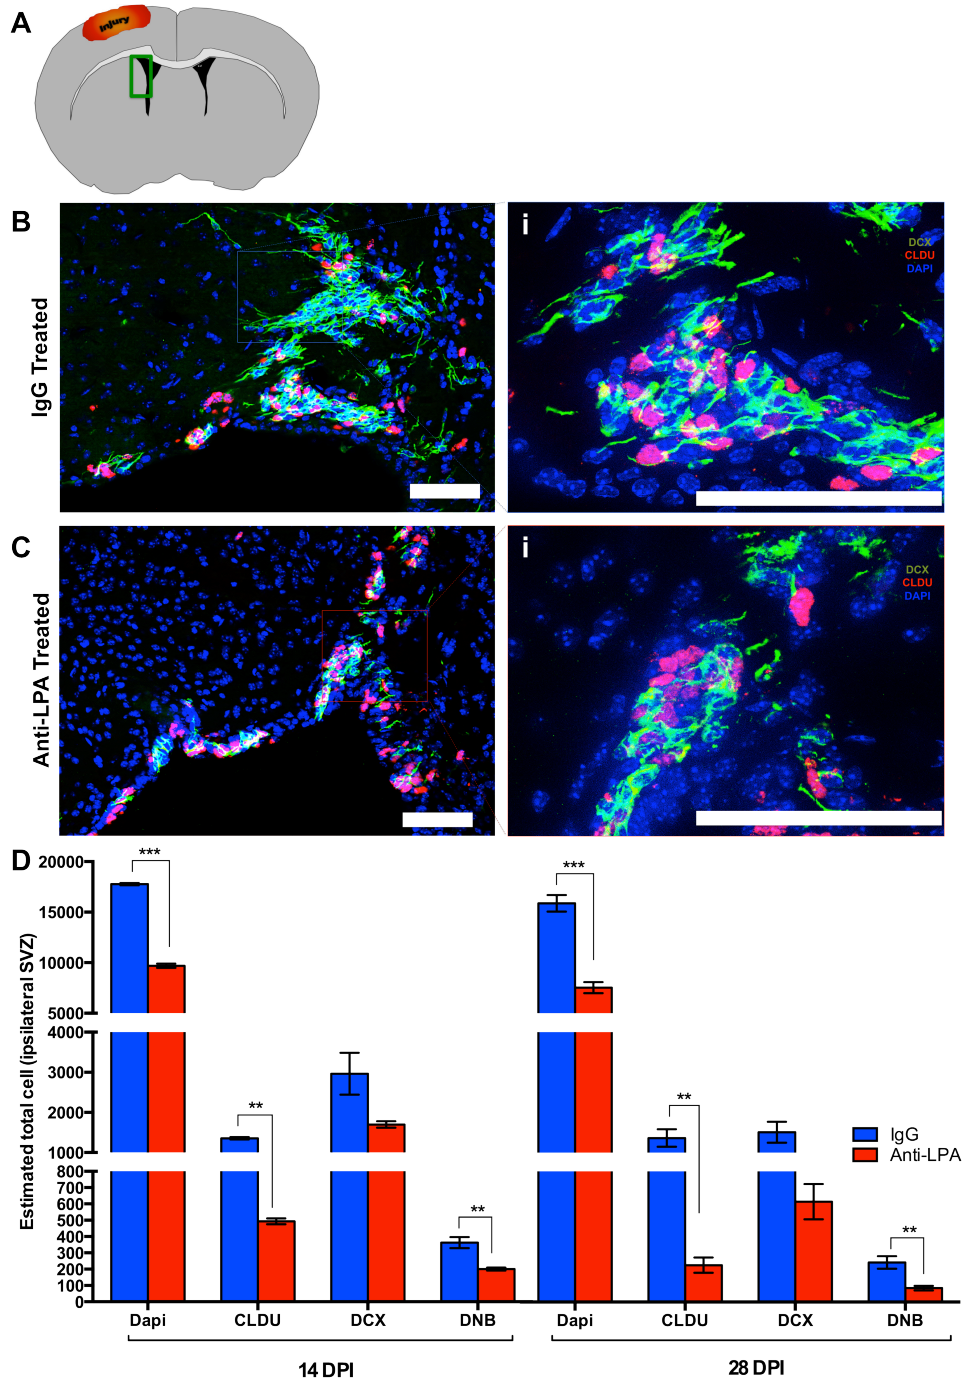 A
Injury
B
IgG Treated
i
DCX
CLDU
DAPI
C
Anti-LPA Treated
i
DCX
CLDU
DAPI
D
Estimated total cell (ipsilateral SVZ)
20000
15000
10000
5000
4000
3000
2000
1000
800
700
600
500
400
300
200
100
0
***
**
**
***
**
**
IgG
Anti-LPA
Dapi CLDU DCX DNB Dapi CLDU DCX DNB
14 DPI 28 DPI